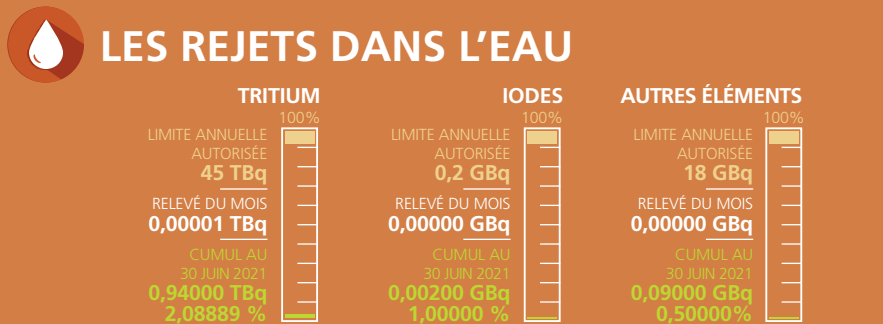 LES REJETS DANS L'EAU
TRITIUM
100%
LIMITE ANNUELLE
AUTORISÉE
45 TBq
RELEVÉ DU MOIS
0,00001 TBq
CUMUL AU
30 JUIN 2021
0,94000 TBq
2,08889 %
IODES
100%
LIMITE ANNUELLE
AUTORISÉE
0,2 GBq
RELEVÉ DU MOIS
0,00000 GBq
CUMUL AU
30 JUIN 2021
0,00200 GBq
1,00000 %
AUTRES ÉLÉMENTS
100%
LIMITE ANNUELLE
AUTORISÉE
18 GBq
RELEVÉ DU MOIS
0,00000 GBq
CUMUL AU
30 JUIN 2021
0,09000 GBq
0,50000%